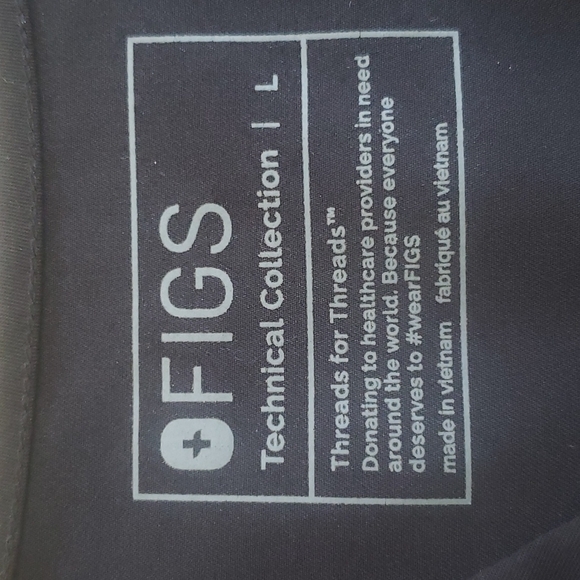 FIGS
Technical Collection | L
Threads for Threads™
Donating to healthcare providers in need
around the world. Because everyone
deserves to #wearFIGS
made in vietnam fabriqué au vietnam